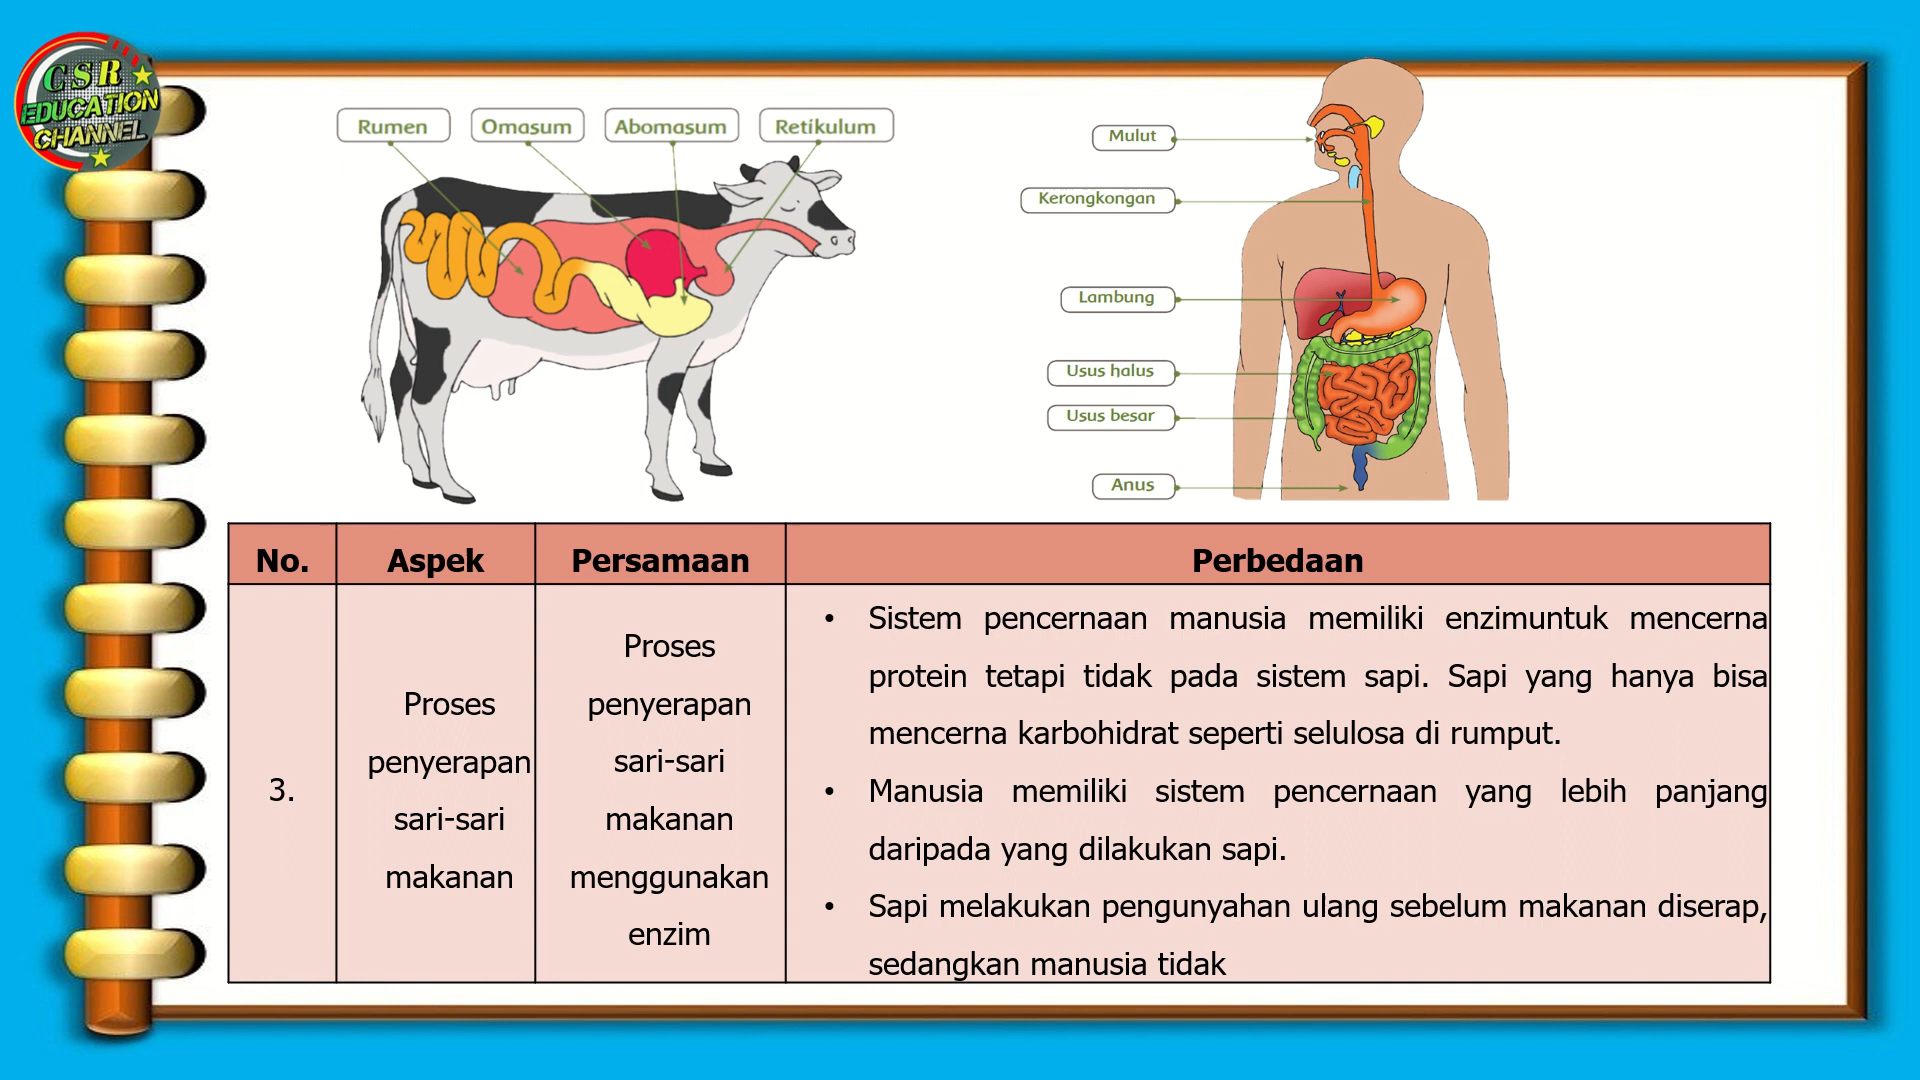 CSR
EDUCATION
CHANNEL
Rumen
Omasum
Abomasum
Retikulum
Mulut
Kerongkongan
Lambung
Usus halus
Usus besar
Anus
No.
Aspek
Persamaan
Perbedaan
3.
Proses
penyerapan
sari-sari
makanan
Proses
penyerapan
sari-sari
makanan
menggunakan
enzim
• Sistem pencernaan manusia memiliki enzimuntuk mencerna
protein tetapi tidak pada sistem sapi. Sapi yang hanya bisa
mencerna karbohidrat seperti selulosa di rumput.
• Manusia memiliki sistem pencernaan yang lebih panjang
daripada yang dilakukan sapi.
• Sapi melakukan pengunyahan ulang sebelum makanan diserap,
sedangkan manusia tidak